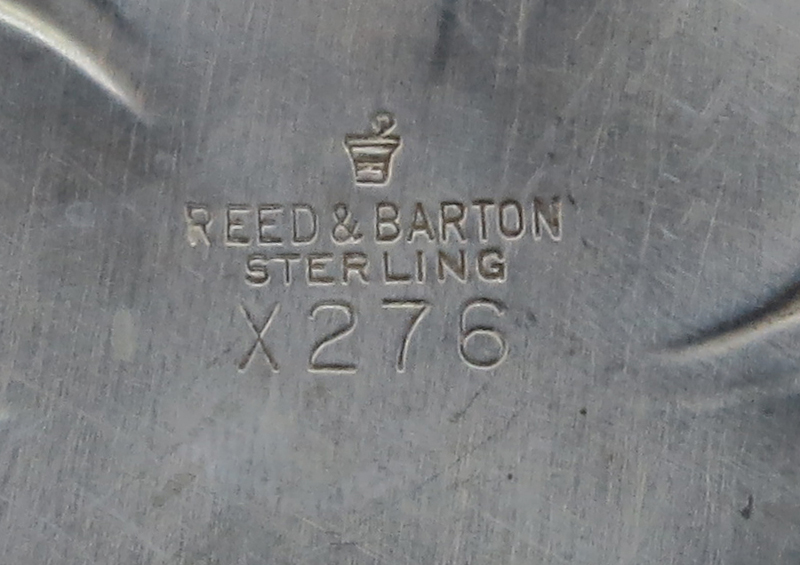 REED & BARTON
STERLING
X276